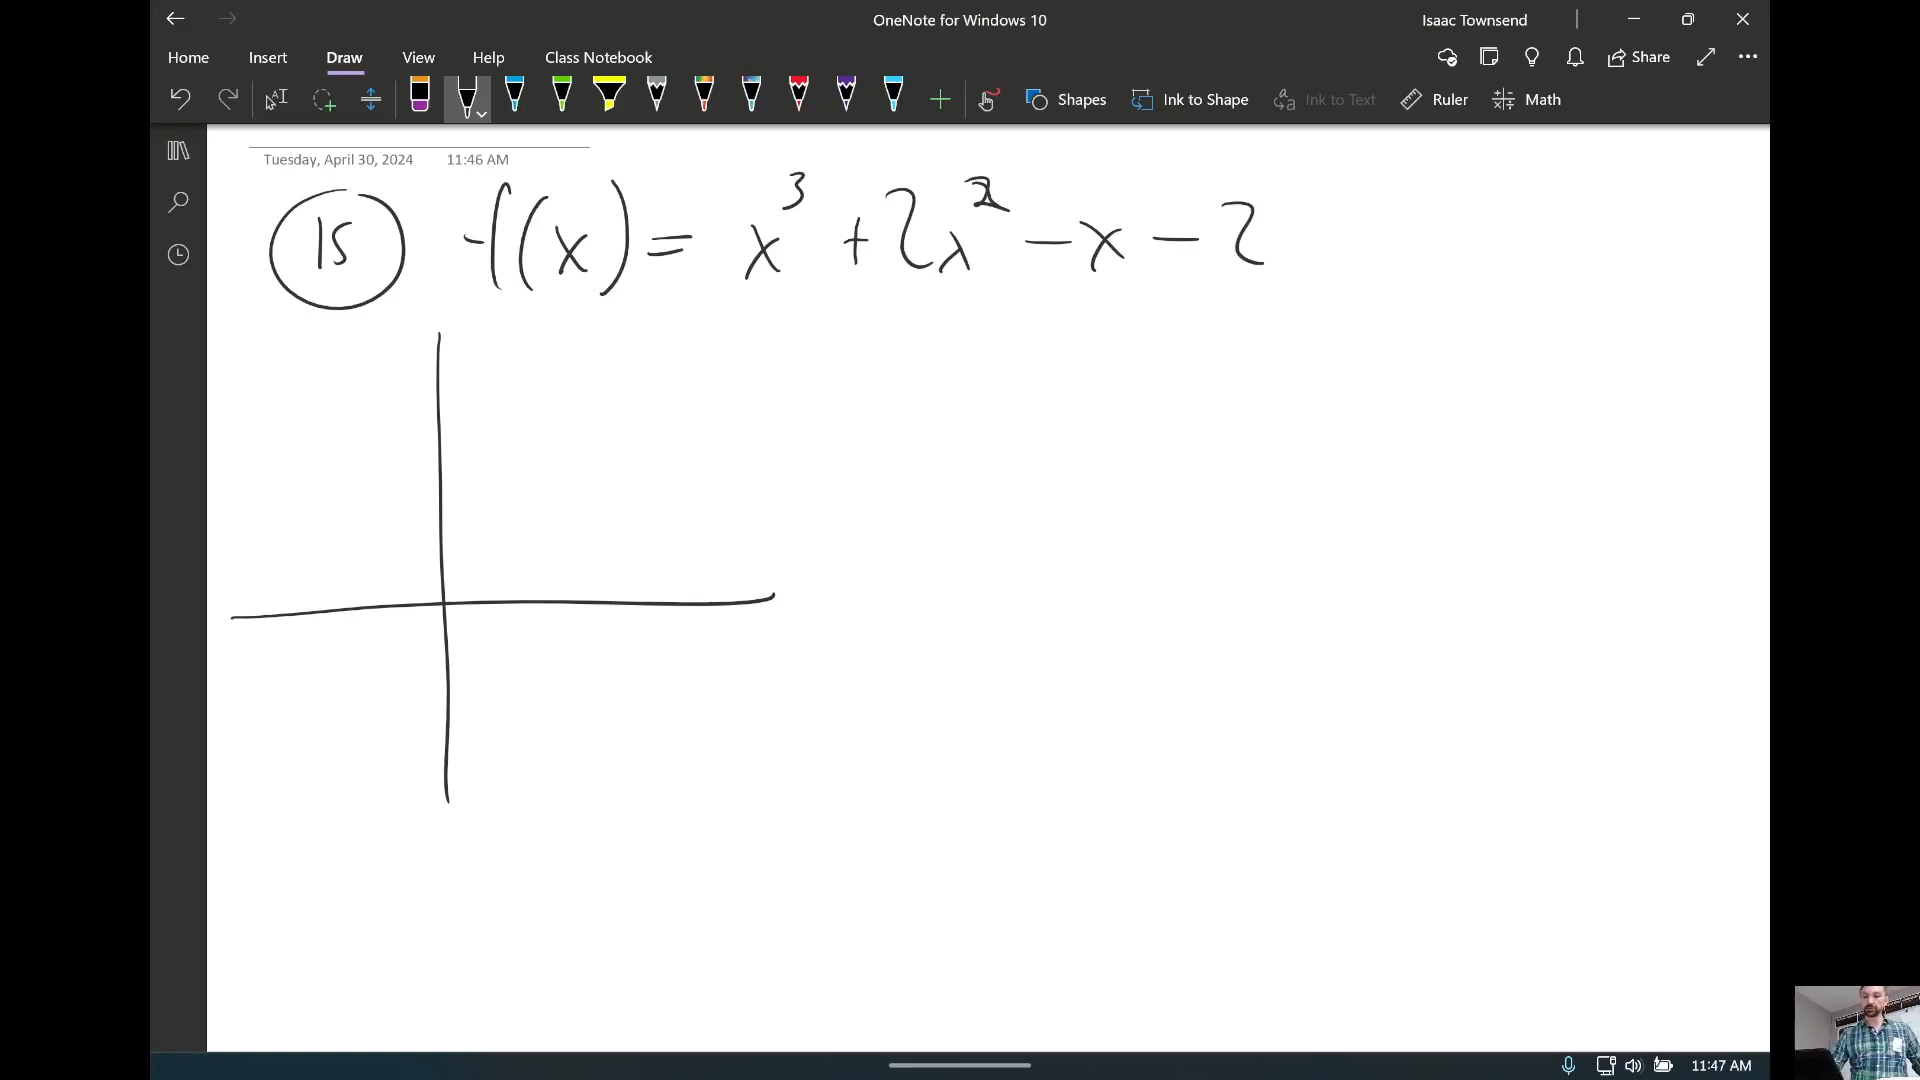 OneNote for Windows 10
Isaac Townsend
Home Insert Draw View Help Class Notebook
Share
Shapes Ink to Shape Ink to Text Ruler Math
Tuesday, April 30, 2024 11:46 AM
15 f(x) = x³ + 2x² - x - 2
11:47 AM